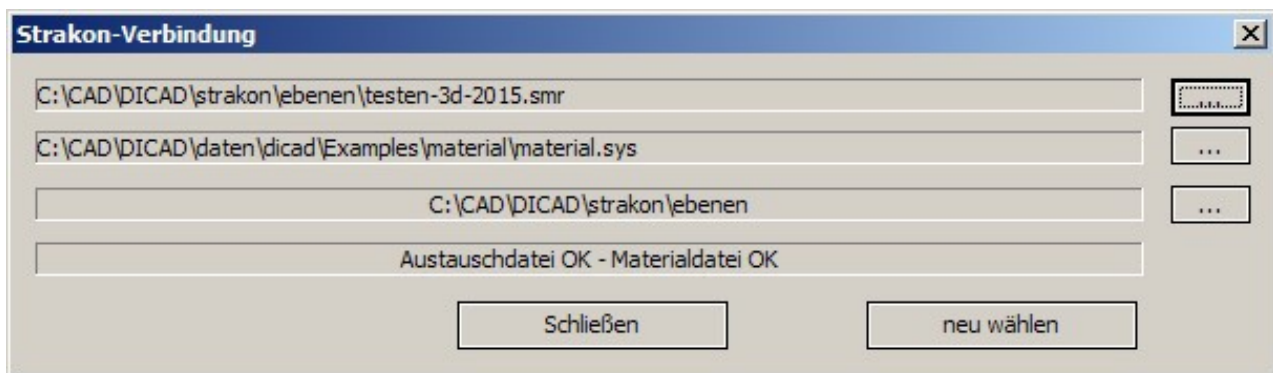 Strakon-Verbindung
C:\CAD\DICAD\strakon\ebenen\testen-3d-2015.smr
...
C:\CAD\DICAD\daten\dicad\Examples\material\material.sys
...
C:\CAD\DICAD\strakon\ebenen
...
Austauschdatei OK - Materialdatei OK
Schließen neu wählen